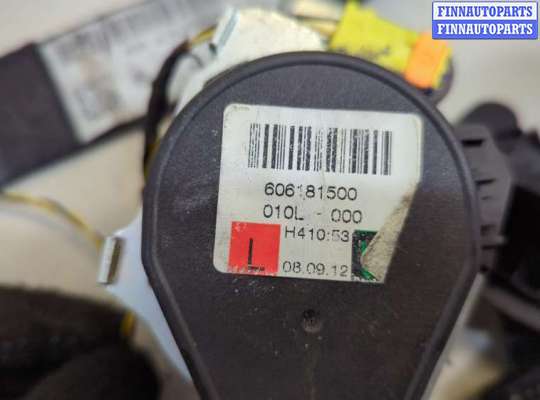 FINNAUTOPARTS
FINNAUTOPARTS
606181500
010L - 000
H410:53
L
08.09.12